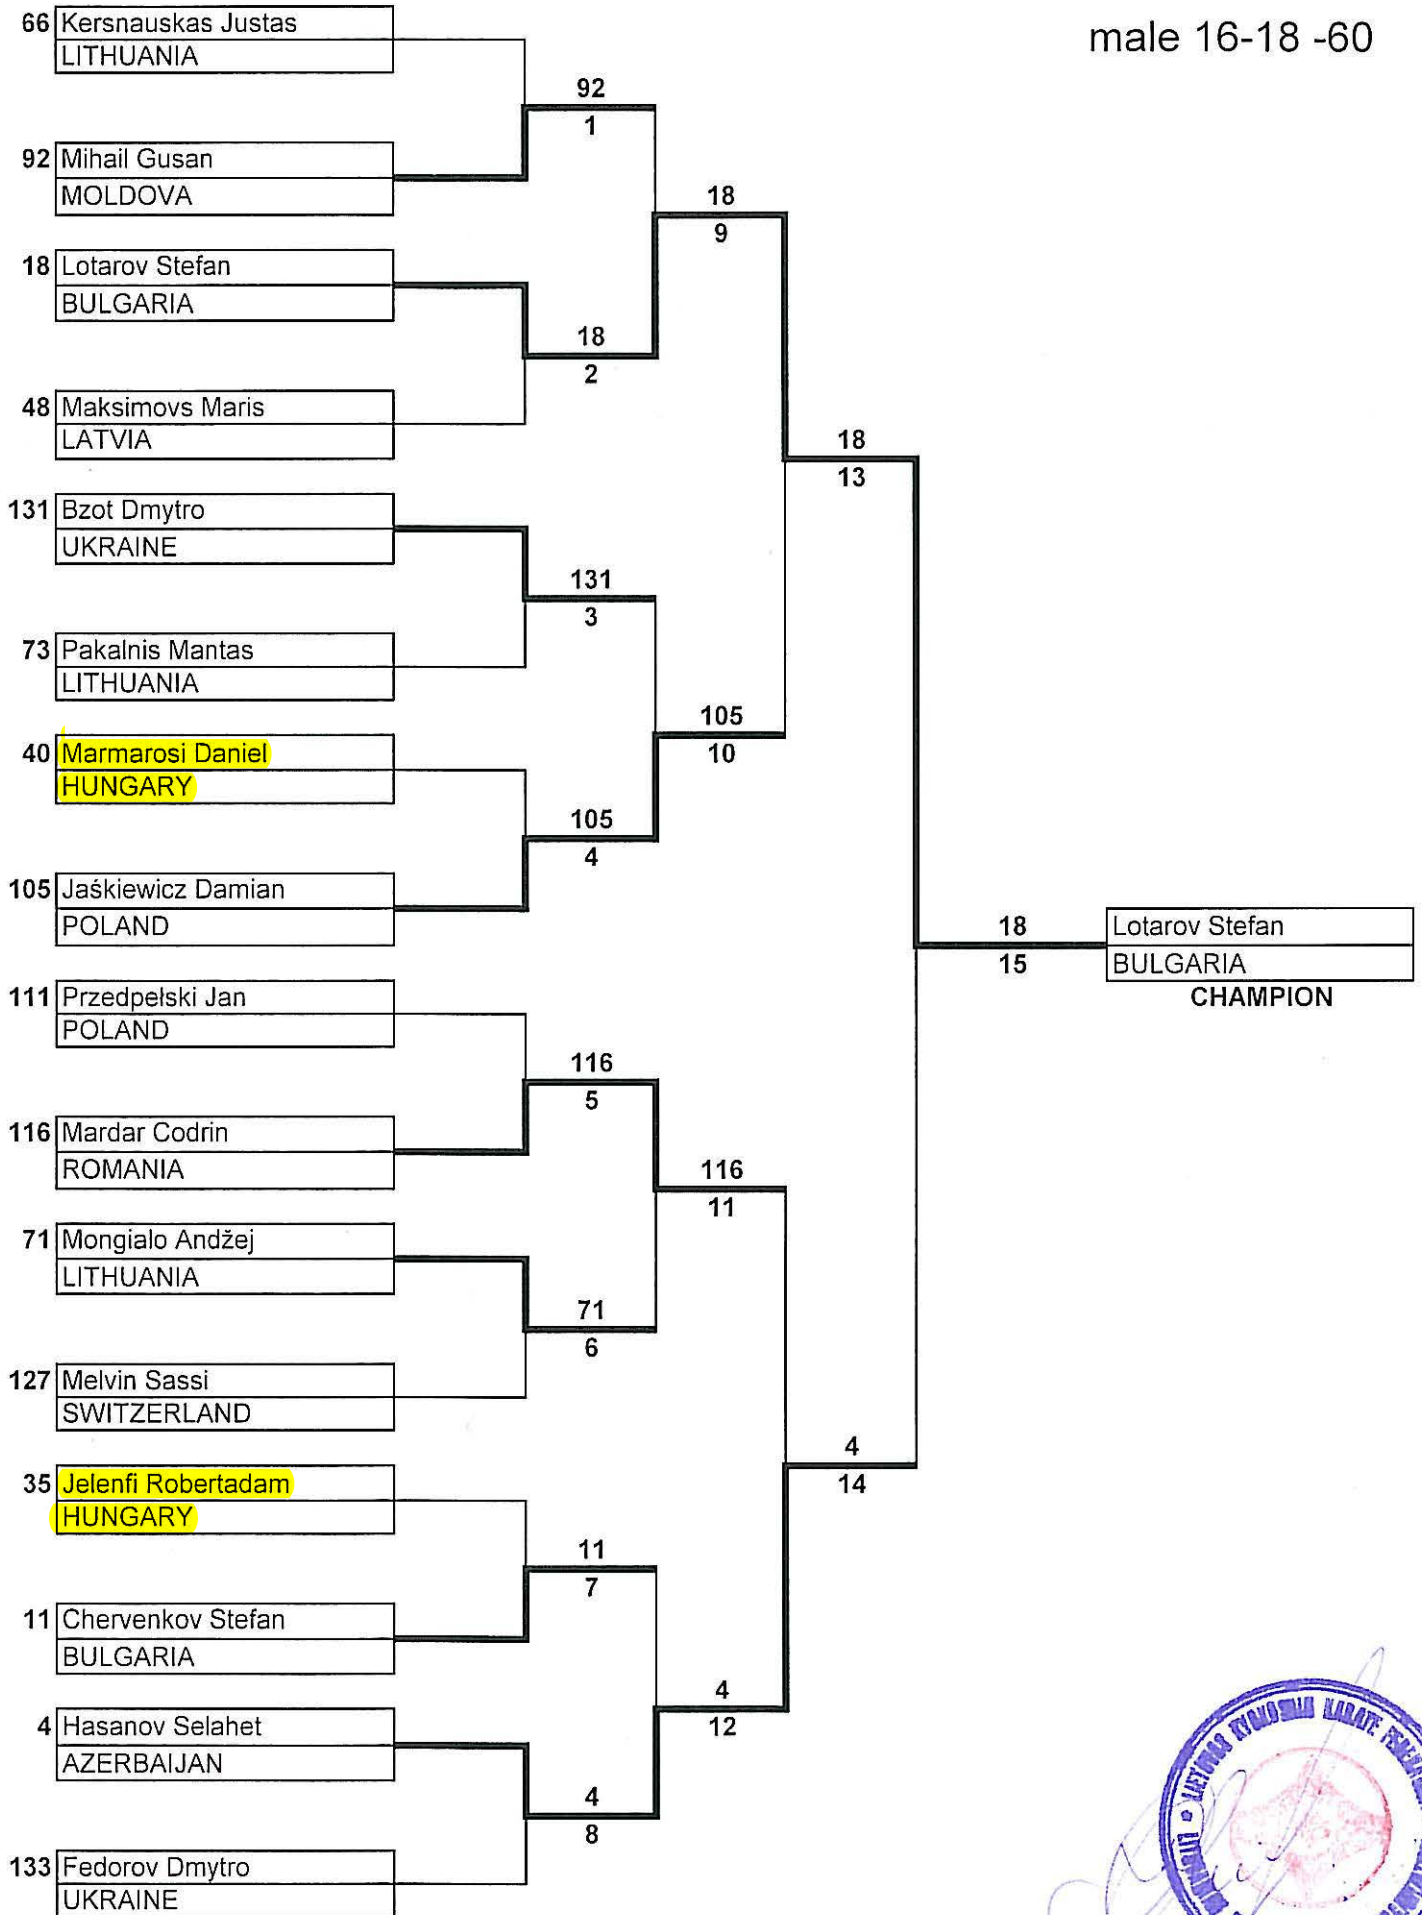 male 16-18 -60
66 Kersnauskas Justas
LITHUANIA
92
1
92 Mihail Gusan
MOLDOVA
18
9
18 Lotarov Stefan
BULGARIA
18
2
48 Maksimovs Maris
LATVIA
18
13
131 Bzot Dmytro
UKRAINE
131
3
73 Pakalnis Mantas
LITHUANIA
105
10
40 Marmarosi Daniel
HUNGARY
105
4
105 Jaśkiewicz Damian
POLAND
18
15
Lotarov Stefan
BULGARIA
CHAMPION
111 Przedpełski Jan
POLAND
116
5
116 Mardar Codrin
ROMANIA
116
11
71 Mongialo Andžej
LITHUANIA
71
6
127 Melvin Sassi
SWITZERLAND
4
14
35 Jelenfi Robertadam
HUNGARY
11
7
11 Chervenkov Stefan
BULGARIA
4
12
4 Hasanov Selahet
AZERBAIJAN
4
8
133 Fedorov Dmytro
UKRAINE
LIETUVOS KYOKUSHIN KARATE